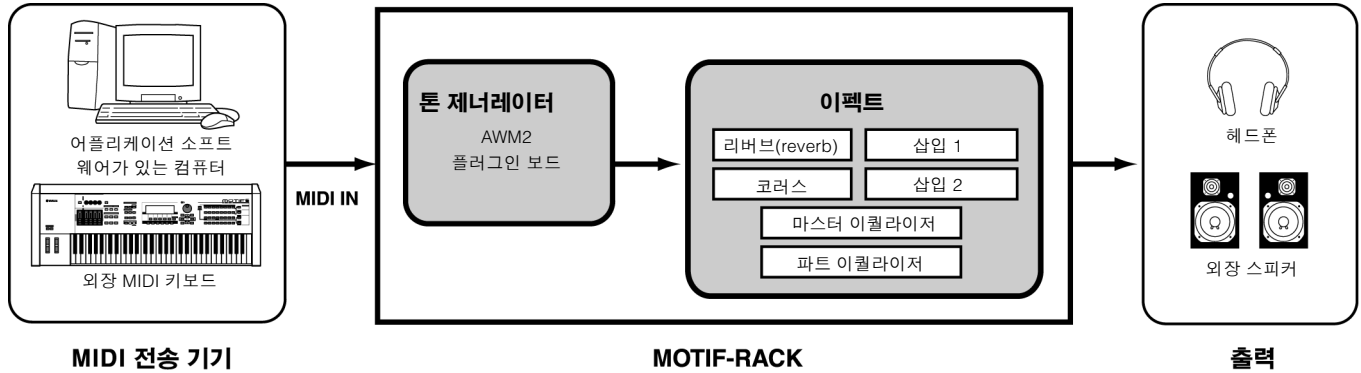 어플리케이션 소프트
웨어가 있는 컴퓨터
외장 MIDI 키보드
MIDI 전송 기기
MIDI IN
톤 제너레이터
AWM2
플러그인 보드
이펙트
리버브(reverb)
삽입 1
코러스
삽입 2
마스터 이퀄라이저
파트 이퀄라이저
MOTIF-RACK
헤드폰
외장 스피커
출력